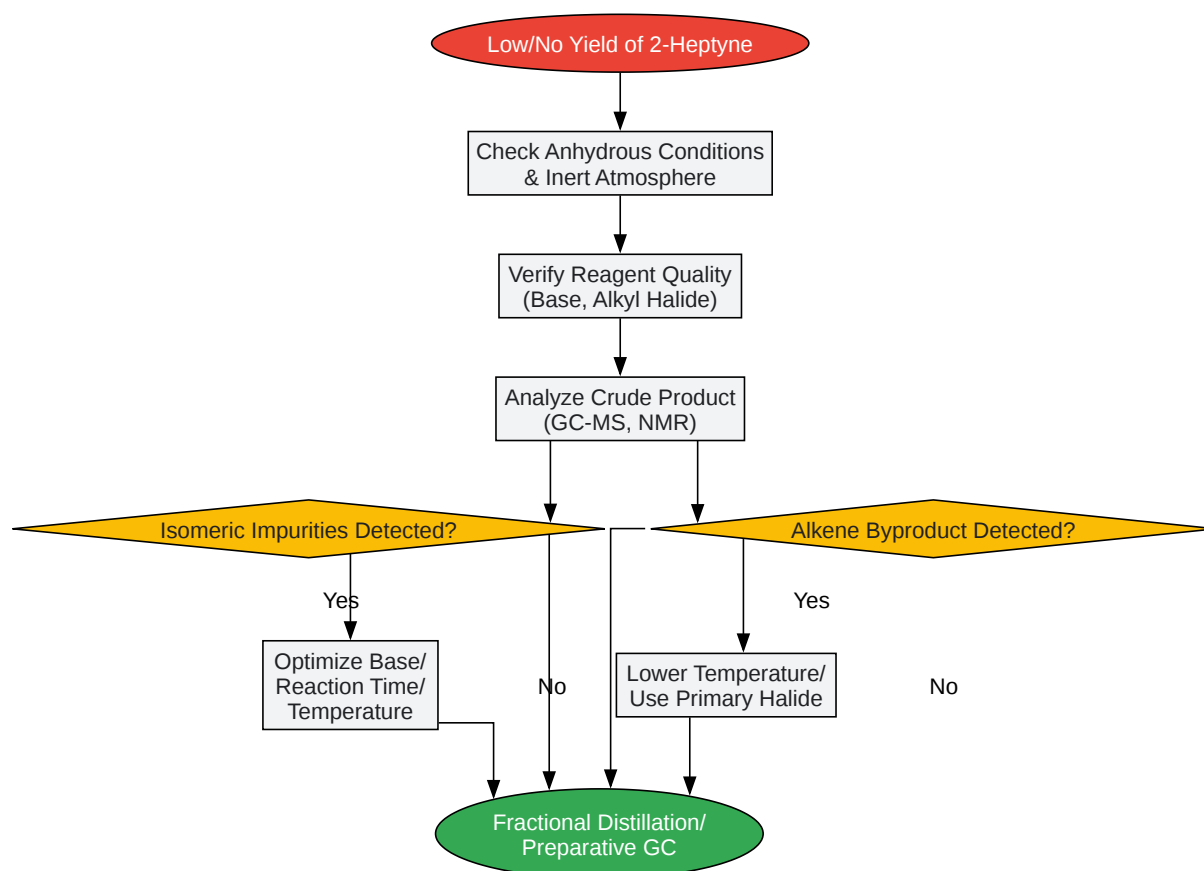 Low/No Yield of 2-Heptyne
Check Anhydrous Conditions
& Inert Atmosphere
Verify Reagent Quality
(Base, Alkyl Halide)
Analyze Crude Product
(GC-MS, NMR)
Isomeric Impurities Detected?
Alkene Byproduct Detected?
Yes
Yes
Optimize Base/
Reaction Time/
Temperature
No
Lower Temperature/
Use Primary Halide
No
Fractional Distillation/
Preparative GC